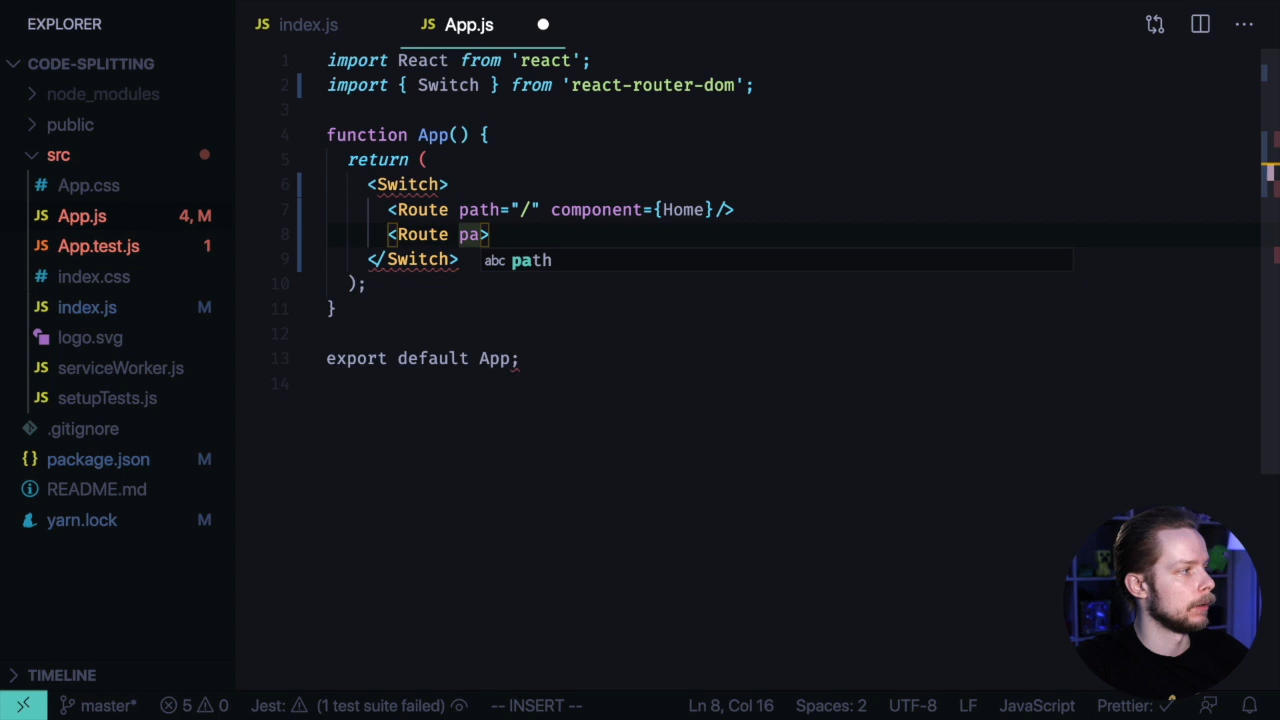 EXPLORER
CODE-SPLITTING
node_modules
public
src
# App.css
JS App.js 4, M
JS App.test.js 1
# index.css
JS index.js M
logo.svg
JS serviceWorker.js
JS setupTests.js
.gitignore
{} package.json M
README.md
yarn.lock M
TIMELINE
JS index.js
JS App.js
1 import React from 'react';
2 import { Switch } from 'react-router-dom';
3
4 function App() {
5 return (
6 <Switch>
7 <Route path="/" component={Home}/>
8 <Route pa>
9 </Switch>
abc path
10 );
11 }
12
13 export default App;
14
master* 5 0 Jest: (1 test suite failed) -- INSERT -- Ln 8, Col 16 Spaces: 2 UTF-8 LF JavaScript Prettier: ✓